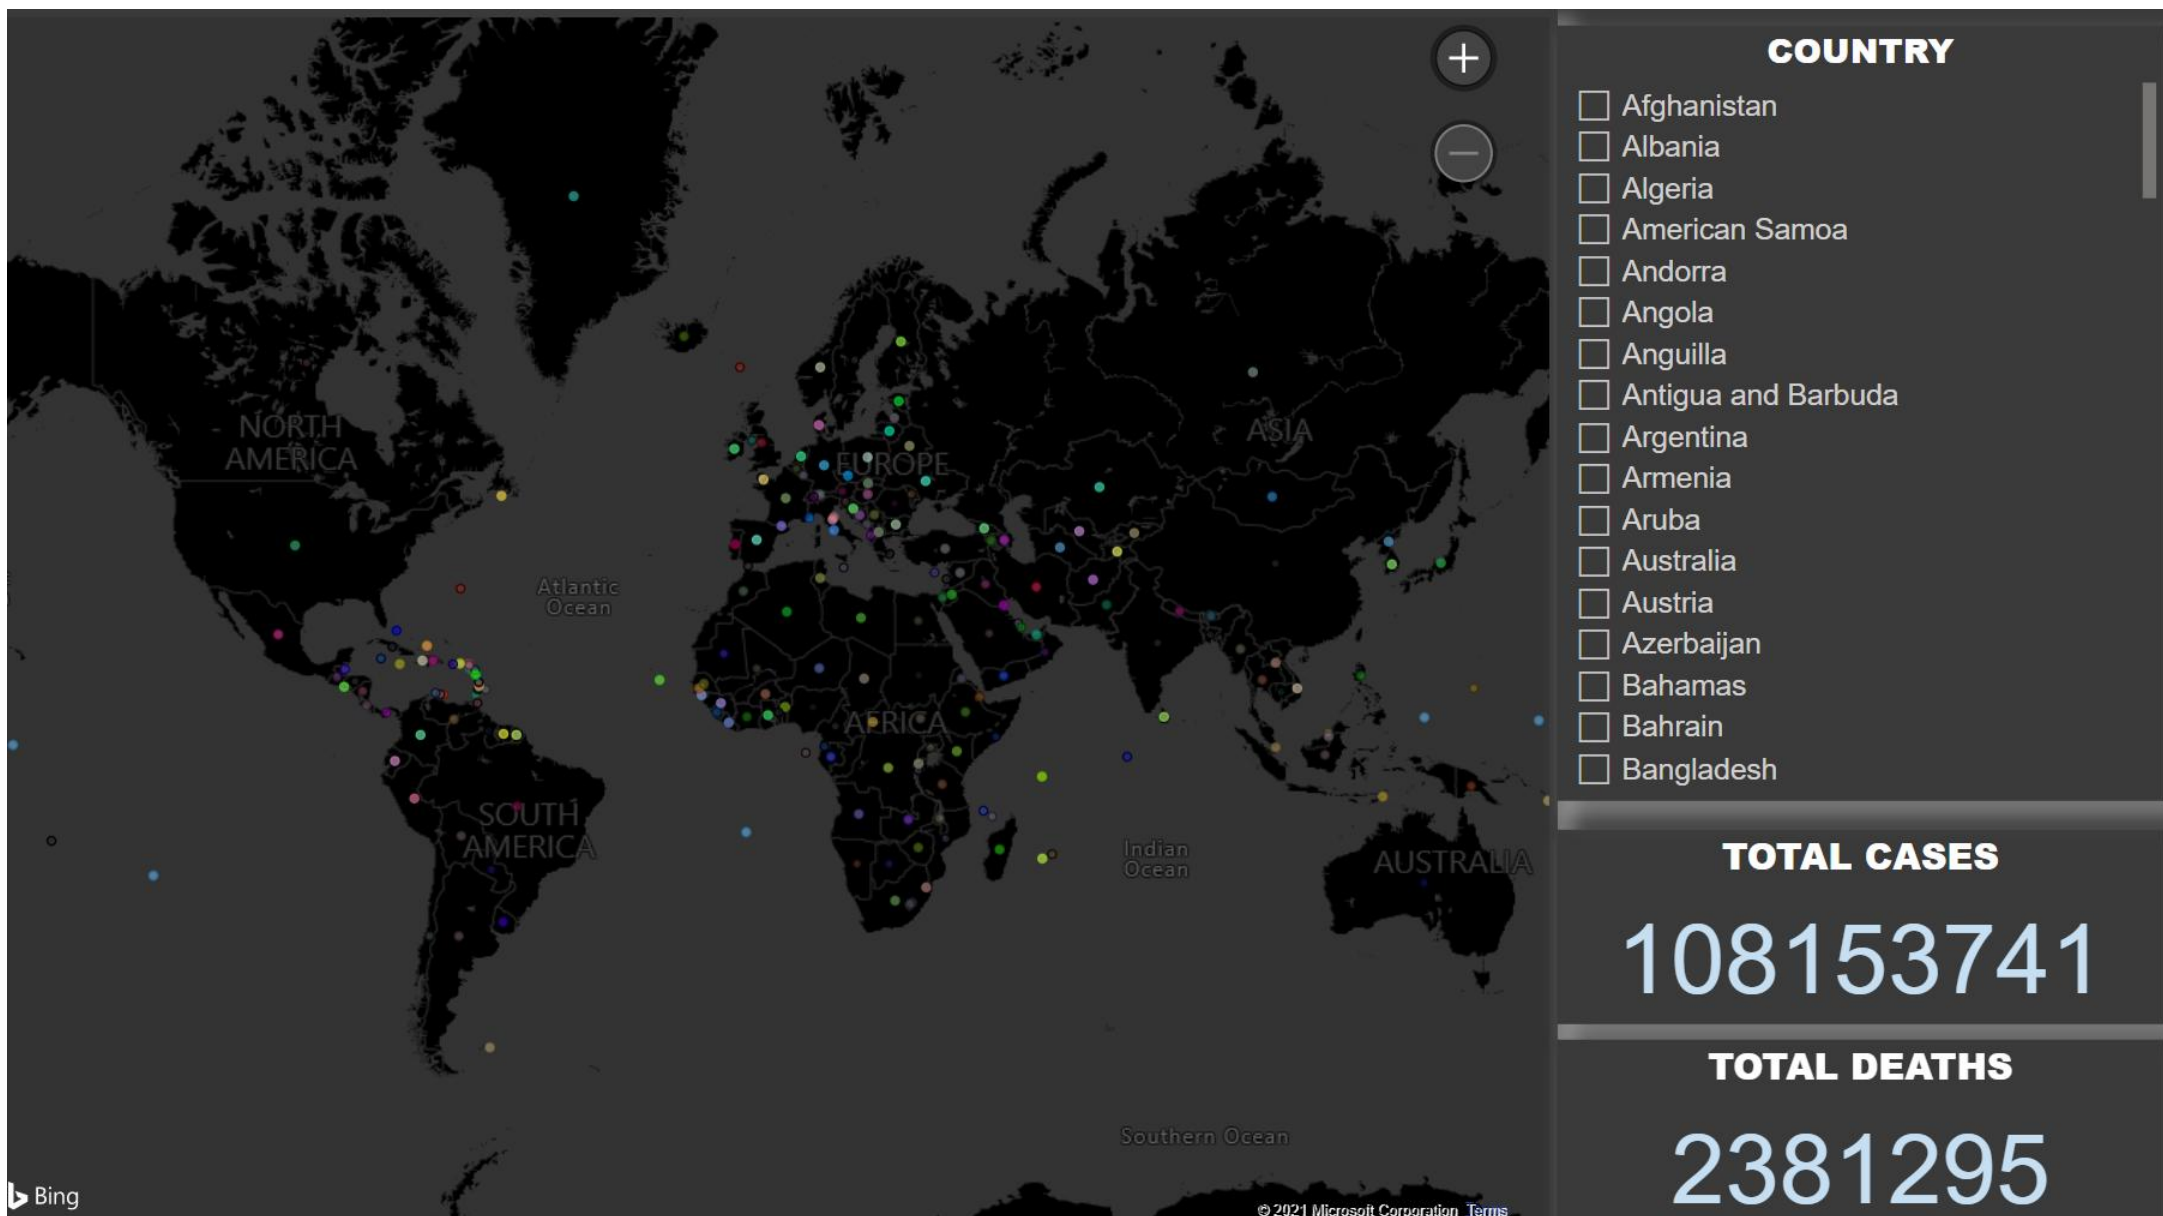 NORTH
AMERICA
Atlantic
Ocean
EUROPE
ASIA
AFRICA
SOUTH
AMERICA
Indian
Ocean
AUSTRALIA
Southern Ocean
Bing
© 2021 Microsoft Corporation Terms
COUNTRY
Afghanistan
Albania
Algeria
American Samoa
Andorra
Angola
Anguilla
Antigua and Barbuda
Argentina
Armenia
Aruba
Australia
Austria
Azerbaijan
Bahamas
Bahrain
Bangladesh
TOTAL CASES
108153741
TOTAL DEATHS
2381295